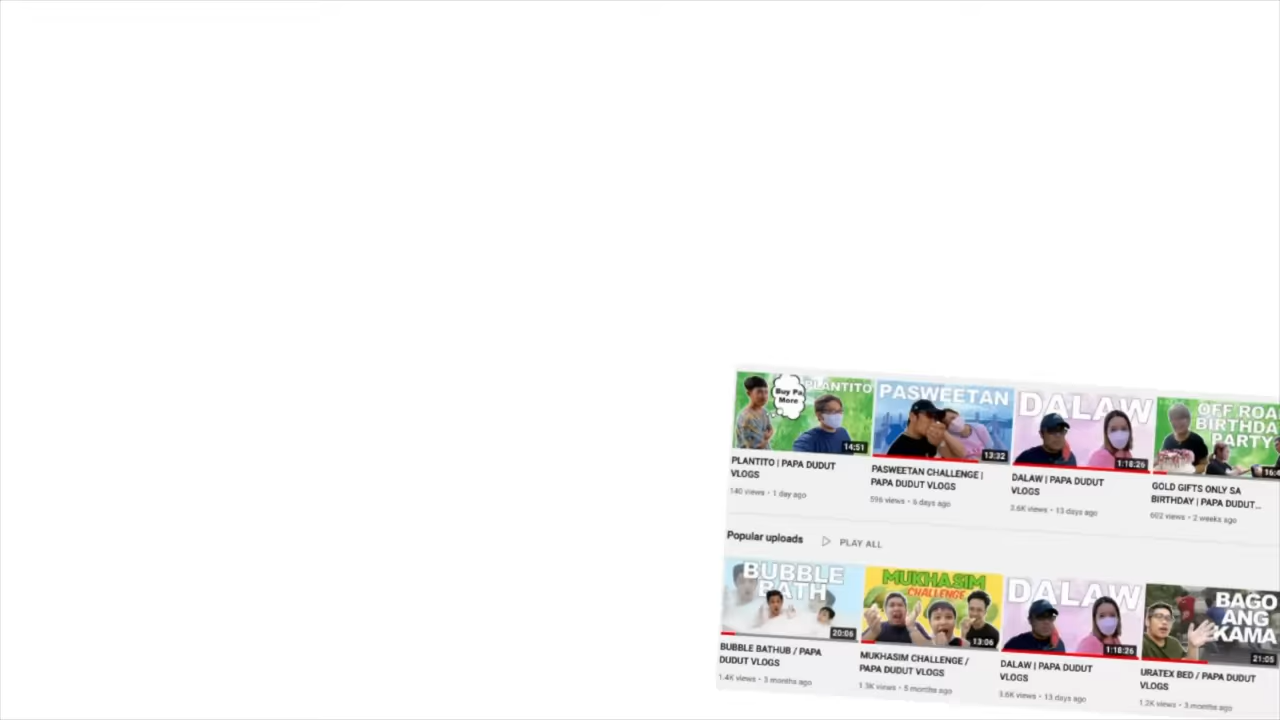 Buy Pa
More
PLANTITO
14:51
PASWEETAN
13:32
DALAW
1:18:26
OFF ROA
BIRTHDA
PARTY
16:4
PLANTITO | PAPA DUDUT
VLOGS
140 views • 1 day ago
PASWEETAN CHALLENGE |
PAPA DUDUT VLOGS
596 views • 6 days ago
DALAW | PAPA DUDUT
VLOGS
3.6K views • 13 days ago
GOLD GIFTS ONLY SA
BIRTHDAY | PAPA DUDUT...
602 views • 2 weeks ago
Popular uploads PLAY ALL
BUBBLE
BATH
20:06
MUKHASIM
CHALLENGE
13:06
DALAW
1:18:26
BAGO
ANG
KAMA
21:05
BUBBLE BATHUB / PAPA
DUDUT VLOGS
1.4K views • 3 months ago
MUKHASIM CHALLENGE /
PAPA DUDUT VLOGS
1.3K views • 5 months ago
DALAW | PAPA DUDUT
VLOGS
3.6K views • 13 days ago
URATEX BED / PAPA DUDUT
VLOGS
1.2K views • 3 months ago